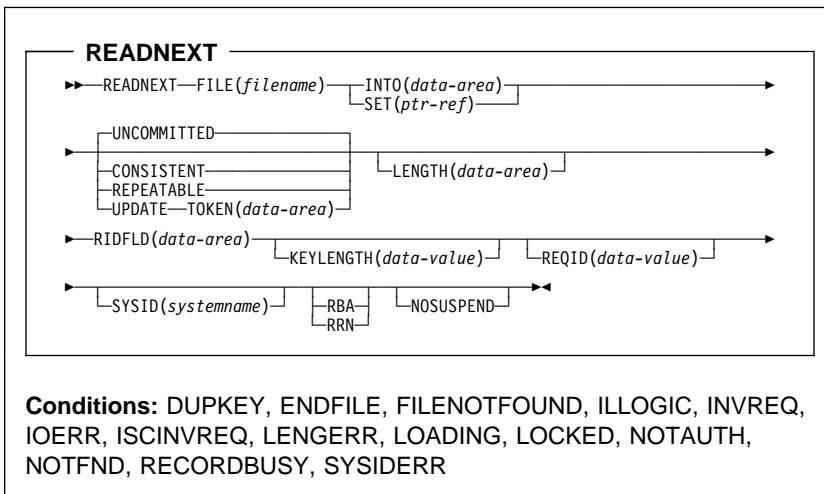 READNEXT
READNEXT FILE(filename) INTO(data-area)
SET(ptr-ref)
UNCOMMITTED
CONSISTENT LENGTH(data-area)
REPEATABLE
UPDATE TOKEN(data-area)
RIDFLD(data-area) KEYLENGTH(data-value) REQID(data-value)
SYSID(systemname) RBA NOSUSPEND
RRN
Conditions: DUPKEY, ENDFILE, FILENOTFOUND, ILLOGIC, INVREQ,
IOERR, ISCINVREQ, LENGERR, LOADING, LOCKED, NOTAUTH,
NOTFND, RECORDBUSY, SYSIDERR